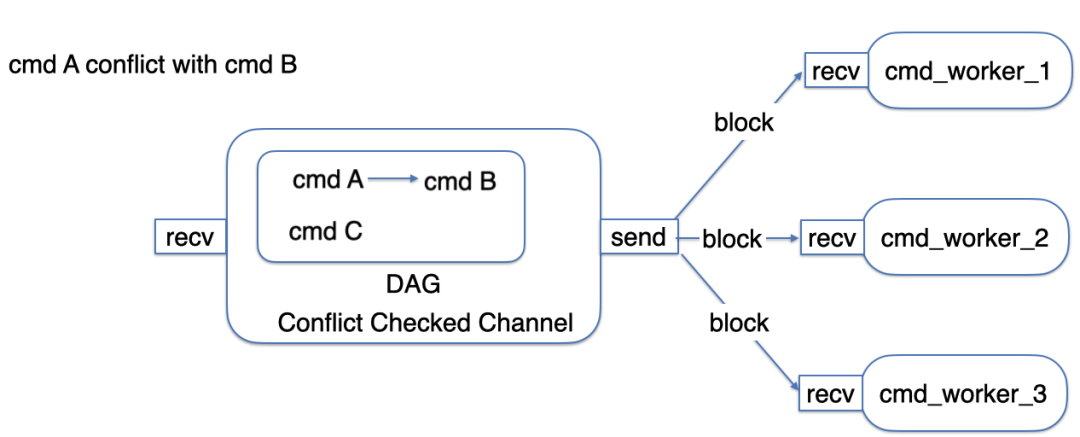 cmd A conflict with cmd B
recv
cmd A
cmd B
cmd C
DAG
Conflict Checked Channel
send
block
recv
cmd_worker_1
block
recv
cmd_worker_2
block
recv
cmd_worker_3